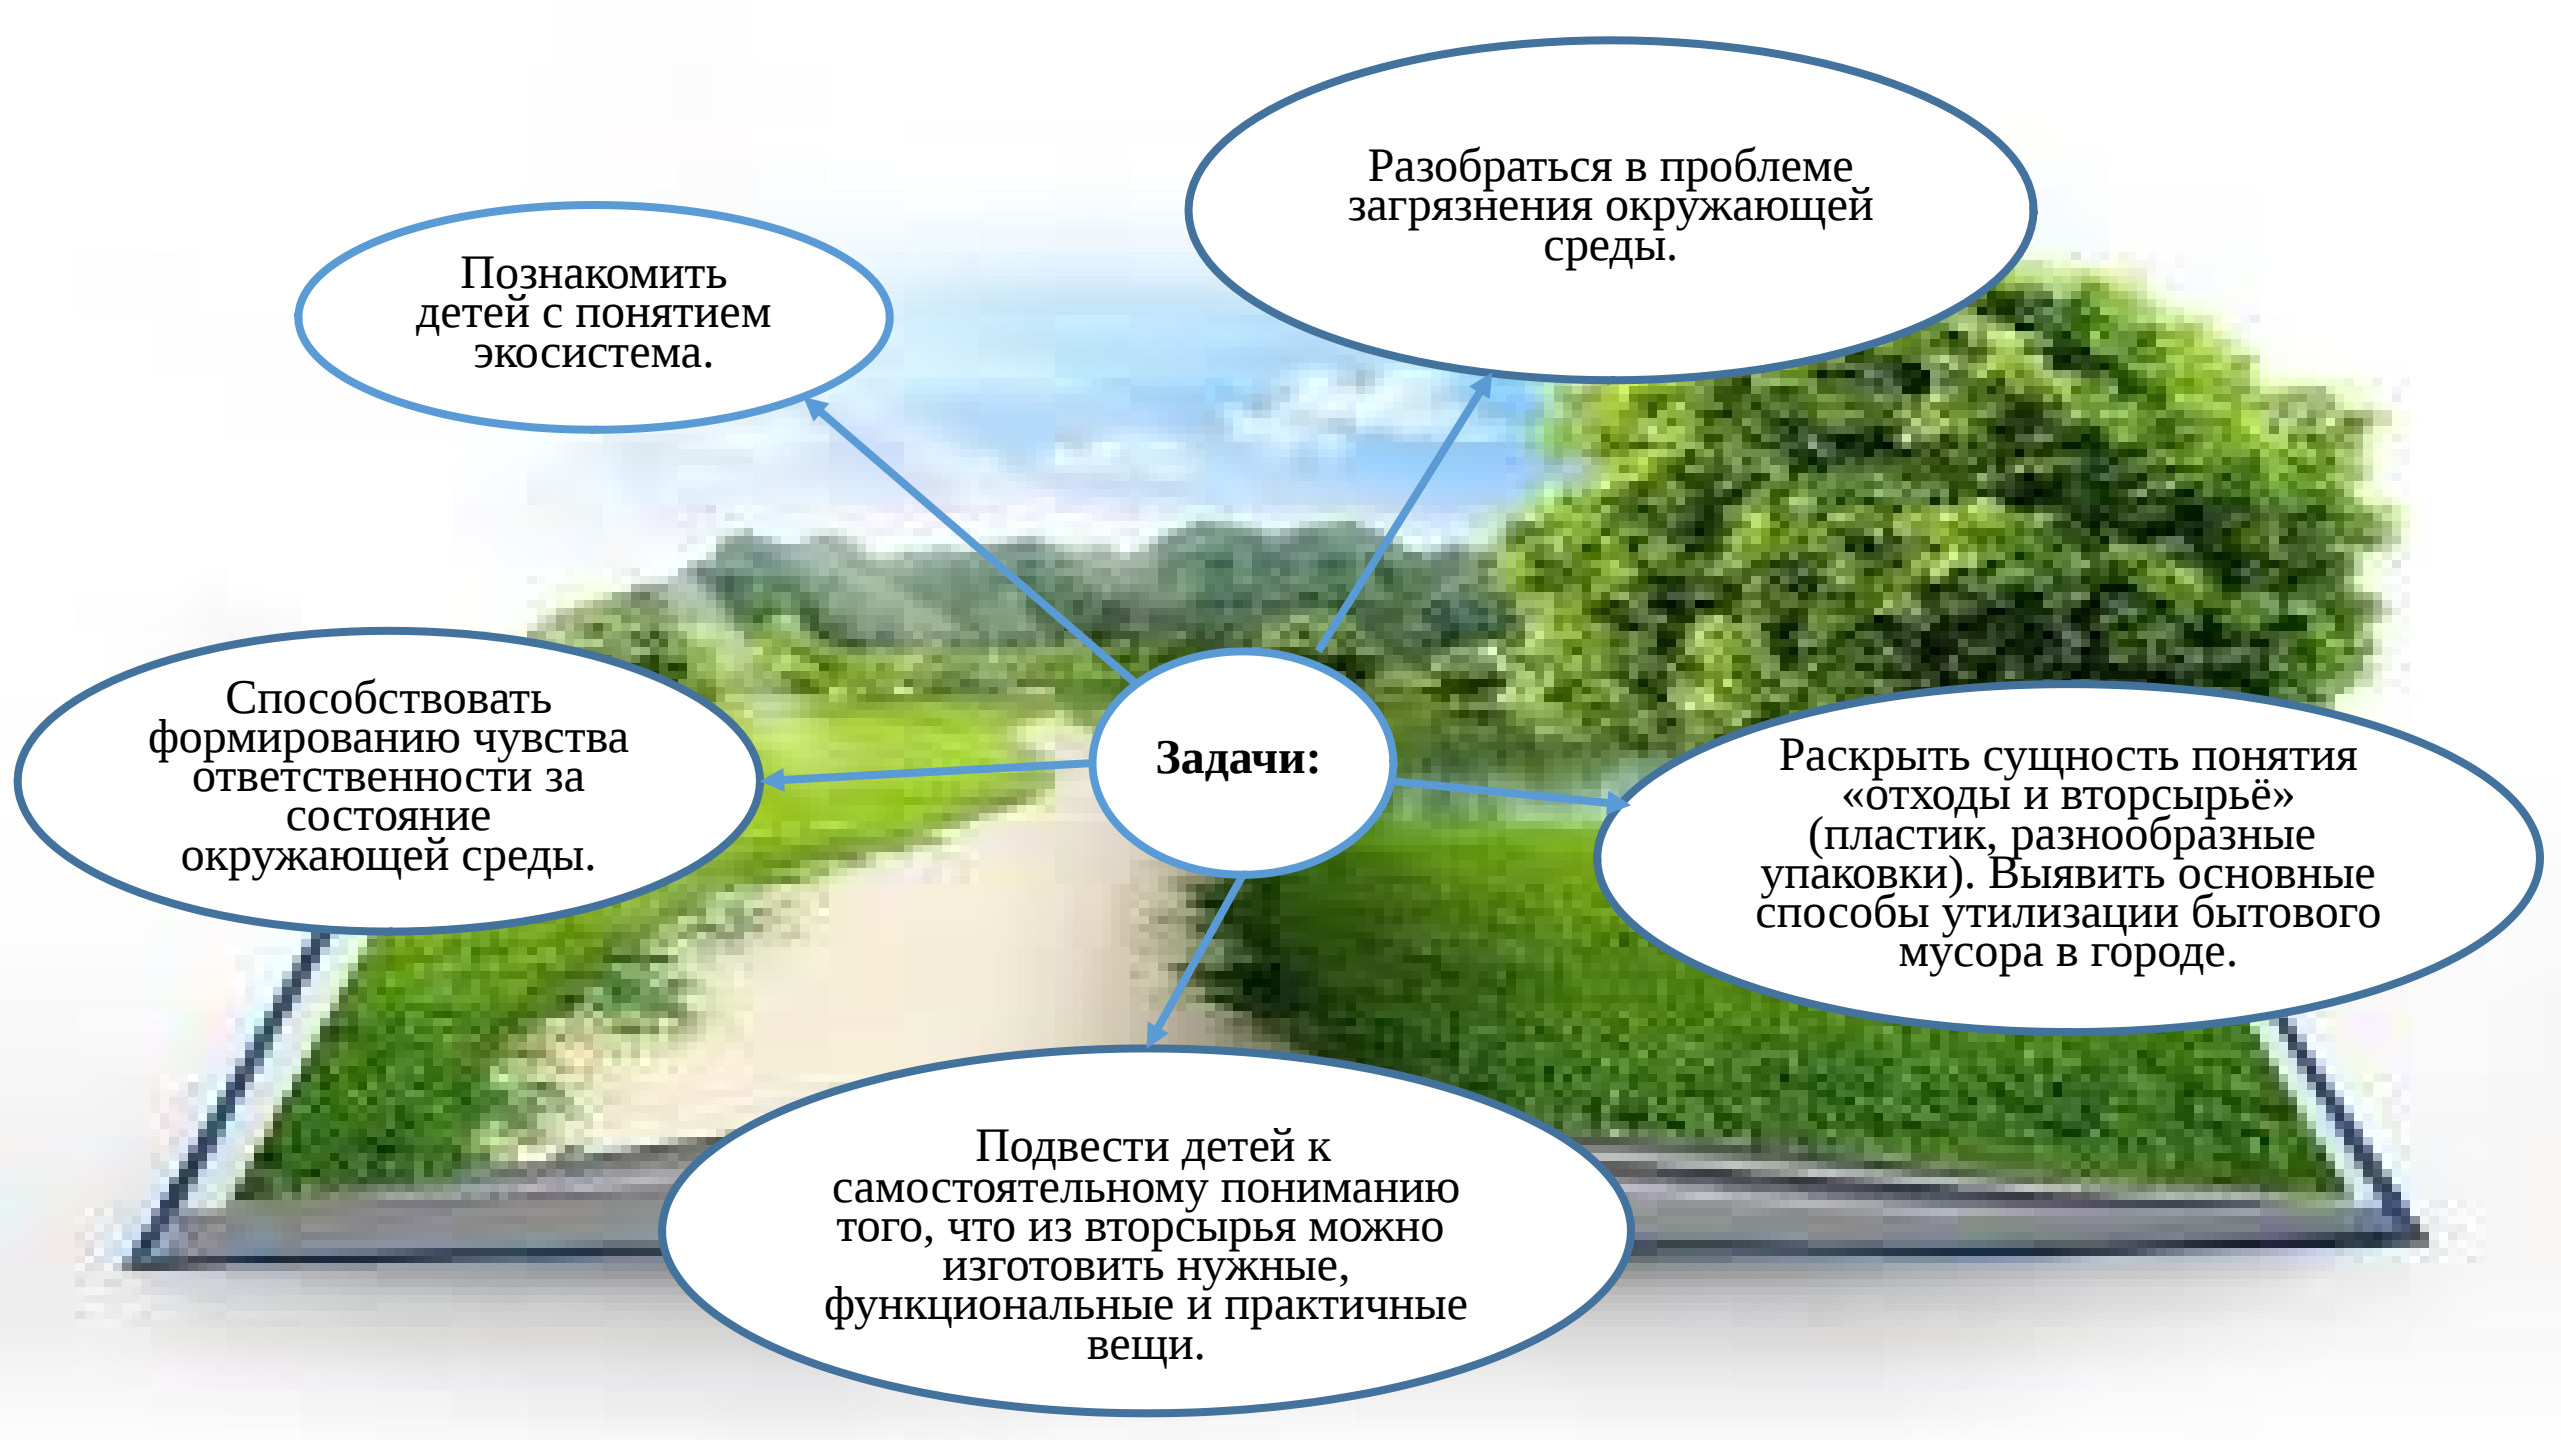 Разобраться в проблеме
загрязнения окружающей
среды.
Познакомить
детей с понятием
экосистема.
Способствовать
формированию чувства
ответственности за
состояние
окружающей среды.
Задачи:
Раскрыть сущность понятия
«отходы и вторсырьё»
(пластик, разнообразные
упаковки). Выявить основные
способы утилизации бытового
мусора в городе.
Подвести детей к
самостоятельному пониманию
того, что из вторсырья можно
изготовить нужные,
функциональные и практичные
вещи.